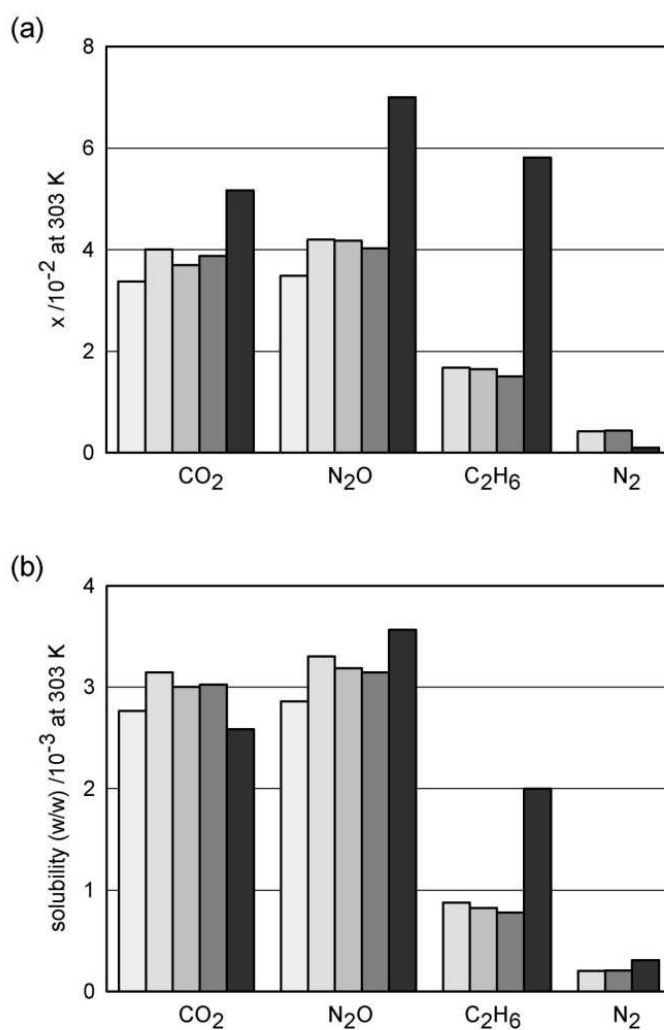 (a)
8
6
4
2
0
x /10⁻² at 303 K
CO₂ N₂O C₂H₆ N₂
(b)
4
3
2
1
0
solubility (w/w) /10⁻³ at 303 K
CO₂ N₂O C₂H₆ N₂